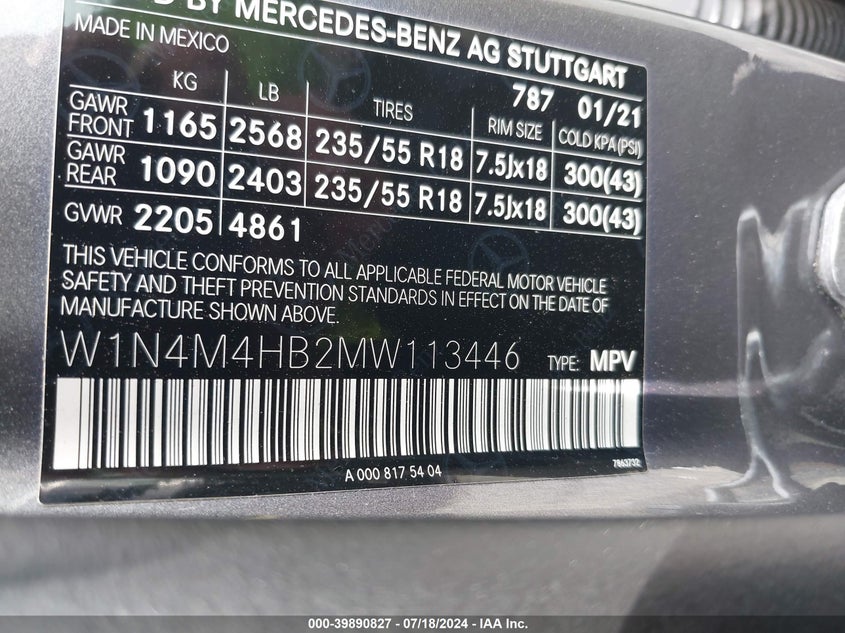 D BY MERCEDES-BENZ AG STUTTGART
MADE IN MEXICO
787 01/21
KG LB TIRES RIM SIZE COLD KPA (PSI)
GAWR FRONT 1165 2568 235/55 R18 7.5Jx18 300(43)
GAWR REAR 1090 2403 235/55 R18 7.5Jx18 300(43)
GVWR 2205 4861
THIS VEHICLE CONFORMS TO ALL APPLICABLE FEDERAL MOTOR VEHICLE
SAFETY AND THEFT PREVENTION STANDARDS IN EFFECT ON THE DATE OF
MANUFACTURE SHOWN ABOVE.
W1N4M4HB2MW113446 TYPE: MPV
A 000 817 54 04
7863732
000-39890827 / 07/18/2024 - IAA Inc.